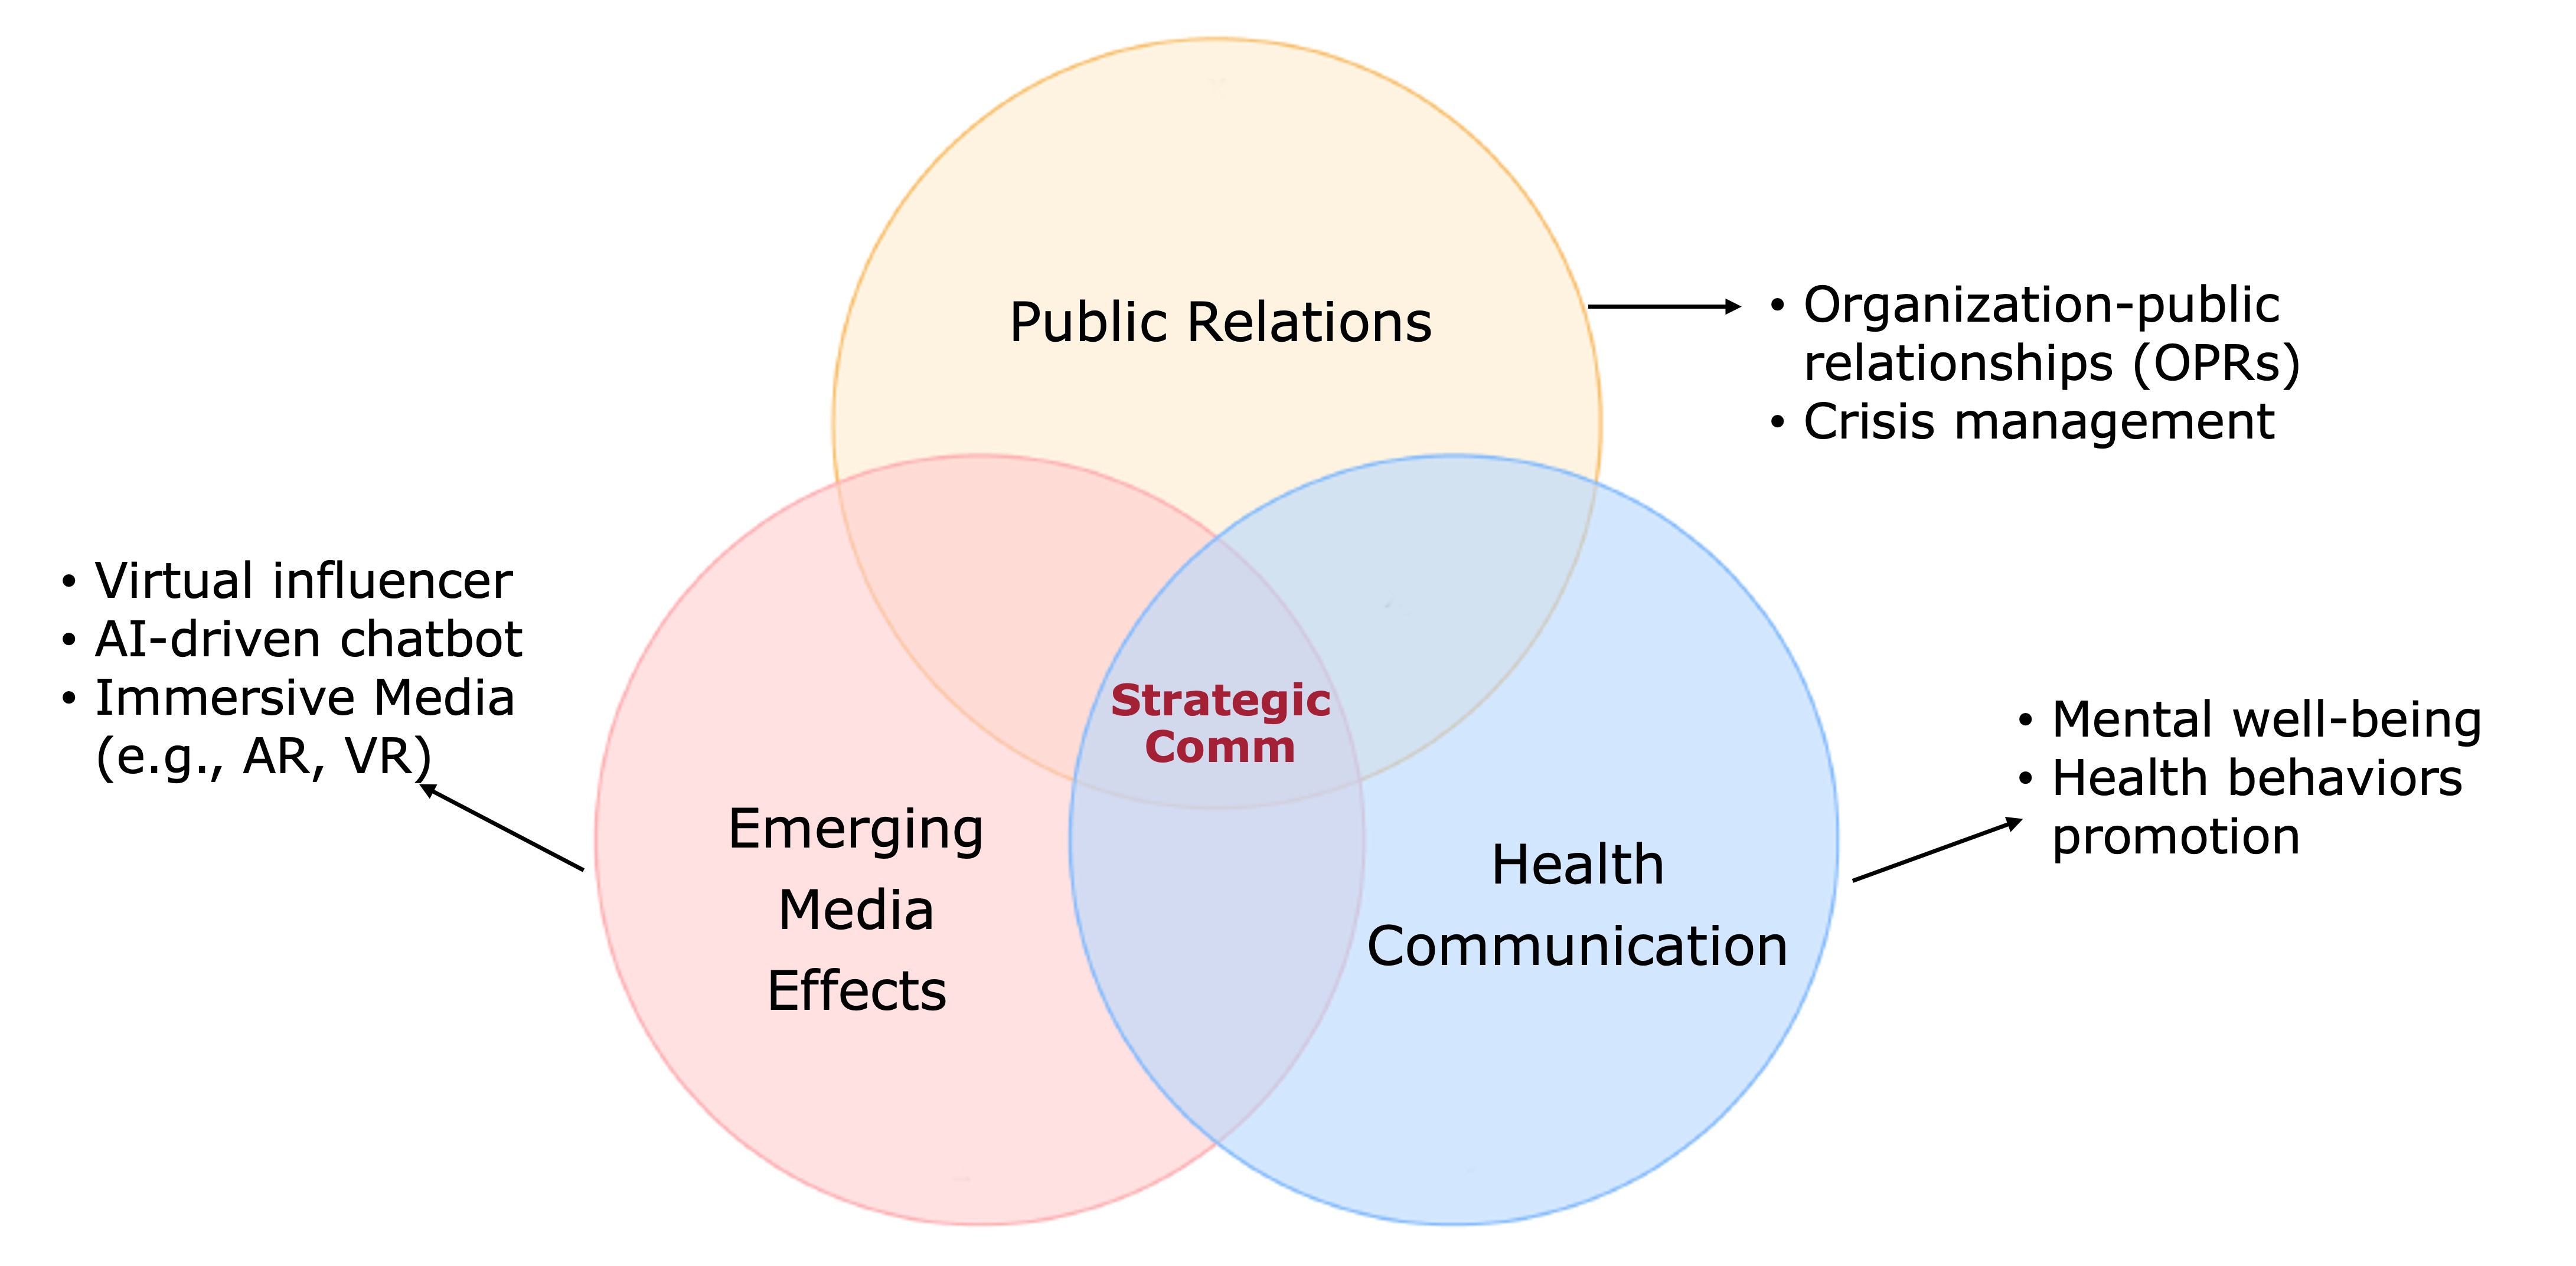 Public Relations
• Organization-public
relationships (OPRs)
• Crisis management
• Virtual influencer
• AI-driven chatbot
• Immersive Media
(e.g., AR, VR)
Strategic
Comm
• Mental well-being
• Health behaviors
promotion
Emerging
Media
Effects
Health
Communication